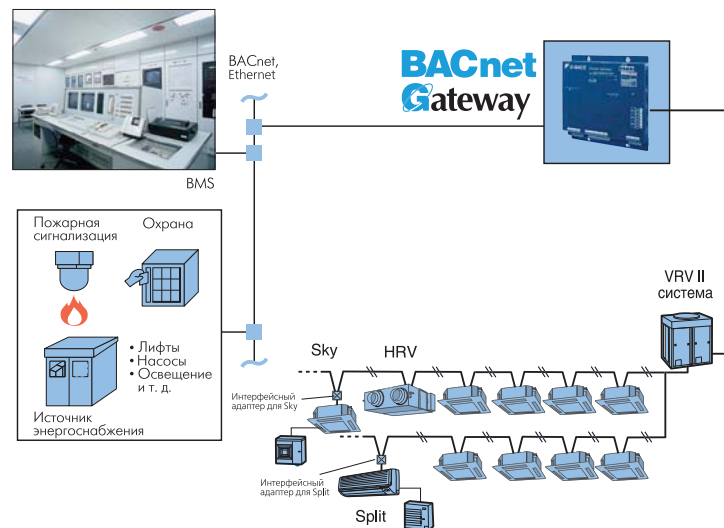 BACnet,
Ethernet
BACnet
Gateway
BMS
Пожарная
сигнализация
Охрана
• Лифты
• Насосы
• Освещение
и т. д.
Источник
энергоснабжения
VRV II
система
Sky
HRV
Интерфейсный
адаптер для Sky
Интерфейсный
адаптер для Split
Split